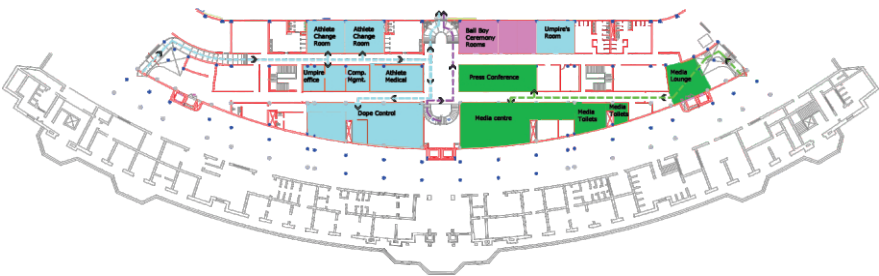 Athlete
Change
Room
Athlete
Change
Room
Ball Boy
Ceremony
Rooms
Umpire's
Room
Umpire
office
Comp.
Mgmt.
Athlete
Medical
Press Conference
Media
Lounge
Dope Control
Media centre
Media
Toilets
Media
Toilets